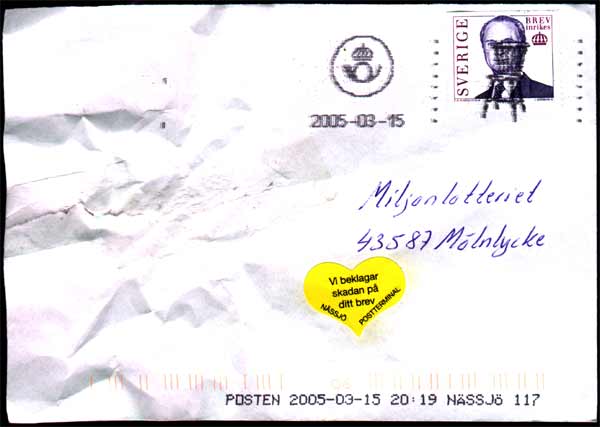 SVERIGE
BREV
inrikes
2005-03-15
Miljonlotteriet
43587 Mölnlycke
Vi beklagar
skadan på
ditt brev
NÄSSJÖ POSTTERMINAL
POSTEN 2005-03-15 20:19 NÄSSJÖ 117